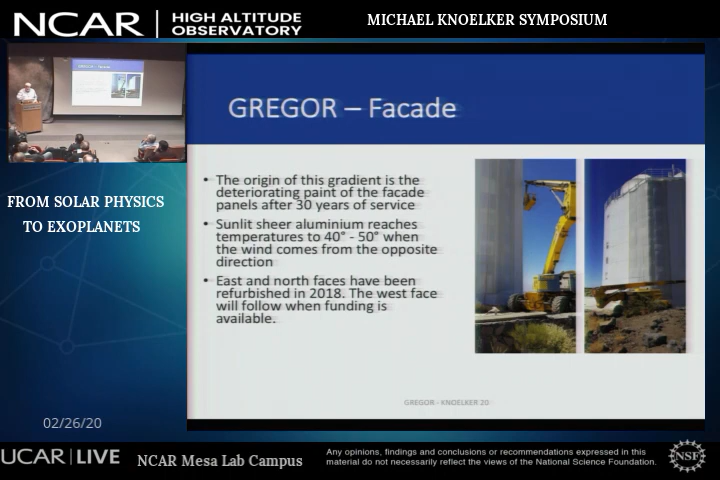 NCAR
HIGH ALTITUDE
OBSERVATORY
MICHAEL KNOELKER SYMPOSIUM
GREGOR – Facade
• The origin of this gradient is the
deteriorating paint of the facade
panels after 30 years of service
• Sunlit sheer aluminium reaches
temperatures to 40° - 50° when
the wind comes from the opposite
direction
• East and north faces have been
refurbished in 2018. The west face
will follow when funding is
available.
GREGOR - KNOELKER 20
FROM SOLAR PHYSICS
TO EXOPLANETS
02/26/20
UCAR | LIVE
NCAR Mesa Lab Campus
Any opinions, findings and conclusions or recommendations expressed in this
material do not necessarily reflect the views of the National Science Foundation.
NSF